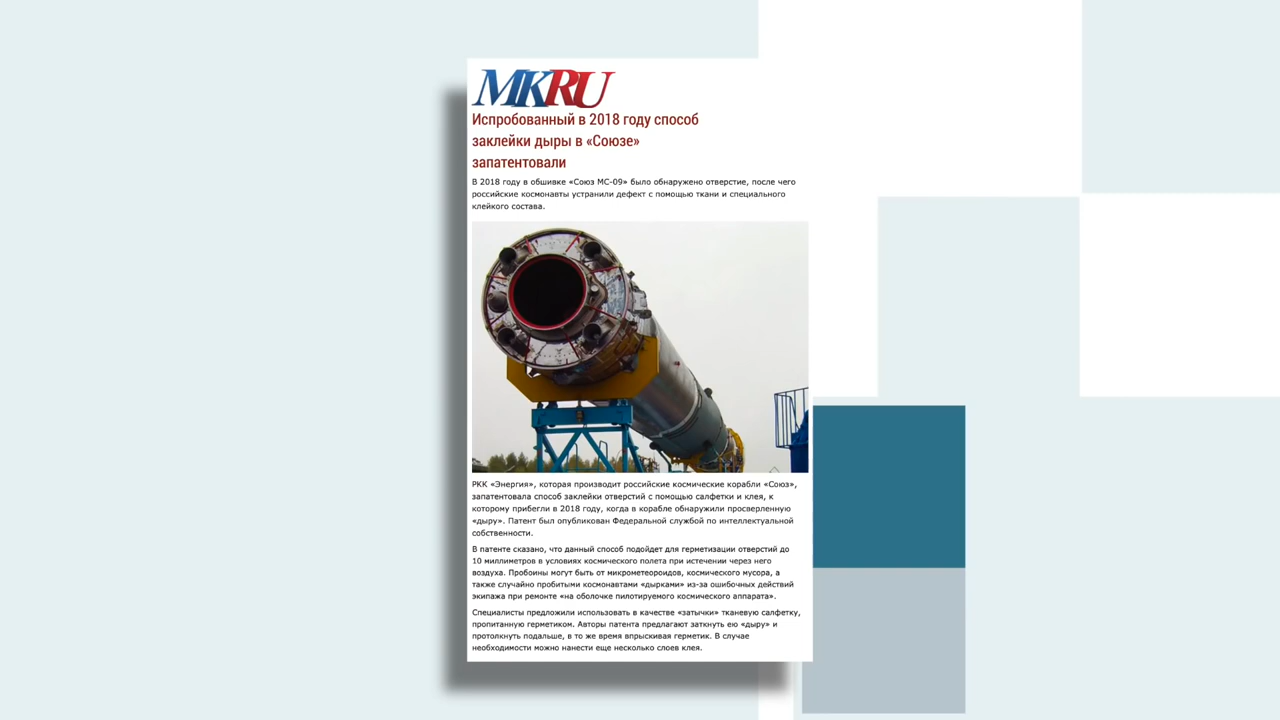 MKRU
Испробованный в 2018 году способ
заклейки дыры в «Союзе»
запатентовали
В 2018 году в обшивке «Союз МС-09» было обнаружено отверстие, после чего
российские космонавты устранили дефект с помощью ткани и специального
клейкого состава.
РКК «Энергия», которая производит российские космические корабли «Союз»,
запатентовала способ заклейки отверстий с помощью салфетки и клея, к
которому прибегли в 2018 году, когда в корабле обнаружили просверленную
«дыру». Патент был опубликован Федеральной службой по интеллектуальной
собственности.
В патенте сказано, что данный способ подойдет для герметизации отверстий до
10 миллиметров в условиях космического полета при истечении через него
воздуха. Пробоины могут быть от микрометеороидов, космического мусора, а
также случайно пробитыми космонавтами «дырками» из-за ошибочных действий
экипажа при ремонте «на оболочке пилотируемого космического аппарата».
Специалисты предложили использовать в качестве «затычки» тканевую салфетку,
пропитанную герметиком. Авторы патента предлагают заткнуть ею «дыру» и
протолкнуть подальше, в то же время впрыскивая герметик. В случае
необходимости можно нанести еще несколько слоев клея.